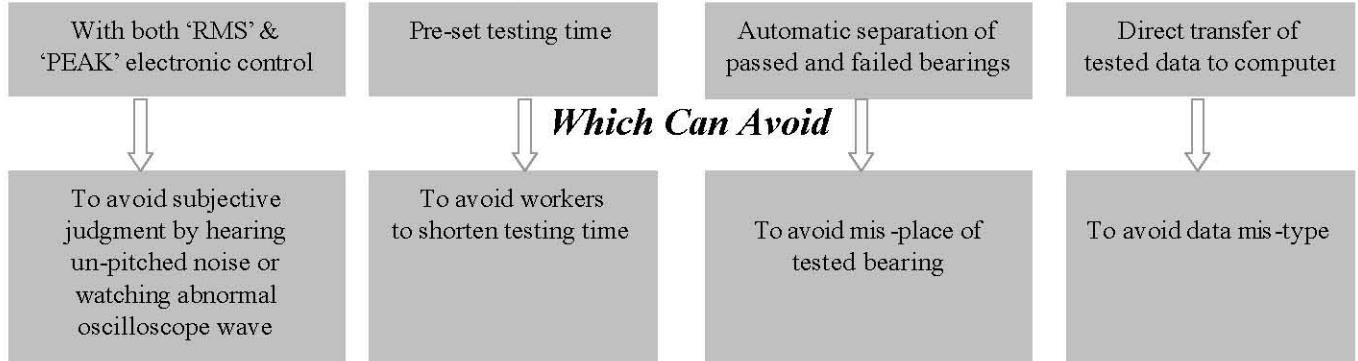 With both ‘RMS’ &
‘PEAK’ electronic control
Pre-set testing time
Automatic separation of
passed and failed bearings
Direct transfer of
tested data to computer
Which Can Avoid
To avoid subjective
judgment by hearing
un-pitched noise or
watching abnormal
oscilloscope wave
To avoid workers
to shorten testing time
To avoid mis-place of
tested bearing
To avoid data mis-type